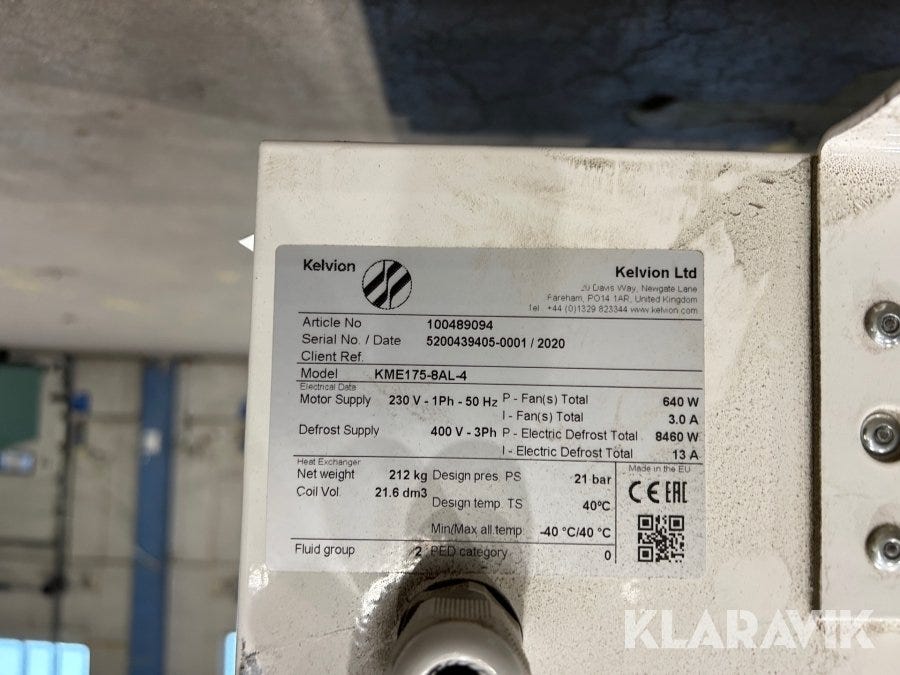 Kelvion
Kelvion Ltd
20 Davis Way, Newgate Lane
Fareham, PO14 1AR, United Kingdom
Tel. +44 (0)1329 823344 www.kelvion.com
Article No 100489094
Serial No. / Date 5200439405-0001 / 2020
Client Ref.
Model KME175-8AL-4
Electrical Data
Motor Supply 230 V - 1Ph - 50 Hz P - Fan(s) Total 640 W
I - Fan(s) Total 3.0 A
Defrost Supply 400 V - 3Ph P - Electric Defrost Total 8460 W
I - Electric Defrost Total 13 A
Heat Exchanger Made in the EU
Net weight 212 kg Design pres. PS 21 bar
Coil Vol. 21.6 dm3
CE EAC
Design temp. TS 40°C
Min/Max all.temp. -40 °C/40 °C
Fluid group 2 PED category 0
KLARAVIK